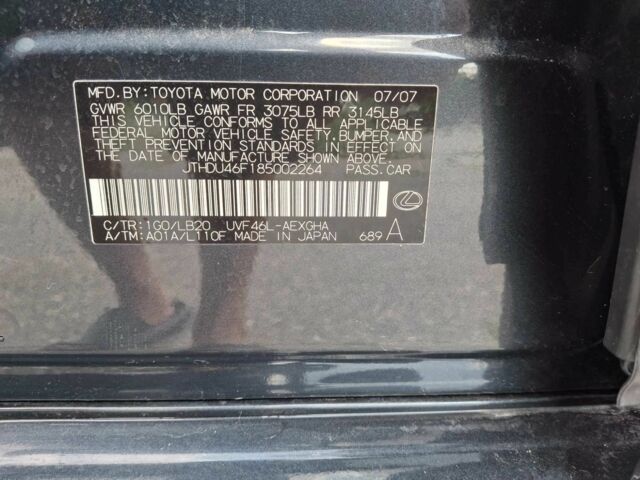 MFD. BY: TOYOTA MOTOR CORPORATION 07/07
GVWR 6010LB GAWR FR 3075LB RR 3145LB
THIS VEHICLE CONFORMS TO ALL APPLICABLE
FEDERAL MOTOR VEHICLE SAFETY, BUMPER, AND
THEFT PREVENTION STANDARDS IN EFFECT ON
THE DATE OF MANUFACTURE SHOWN ABOVE.
JTHDU46F185002264 PASS. CAR
C/TR: 1G0/LB20 UVF46L-AEXGHA
A/TM: A01A/L110F MADE IN JAPAN 689 A